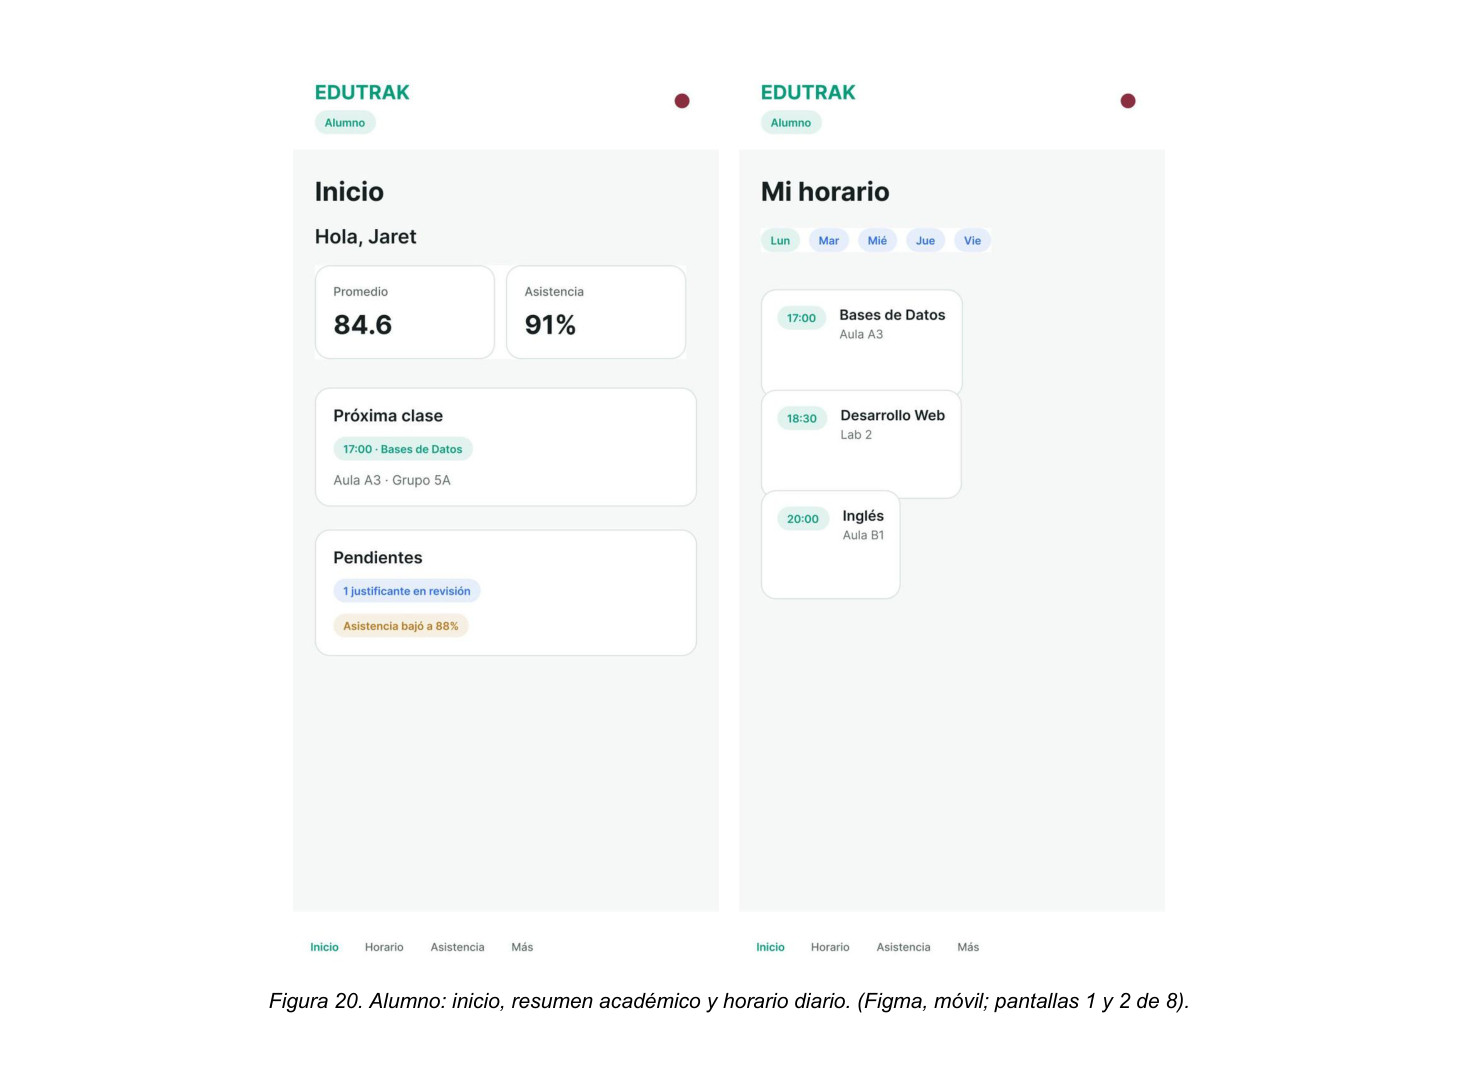 EDUTRAK
Alumno
Inicio
Hola, Jaret
Promedio
84.6
Asistencia
91%
Próxima clase
17:00 · Bases de Datos
Aula A3 · Grupo 5A
Pendientes
1 justificante en revisión
Asistencia bajó a 88%
Inicio Horario Asistencia Más
EDUTRAK
Alumno
Mi horario
Lun Mar Mié Jue Vie
17:00 Bases de Datos
Aula A3
18:30 Desarrollo Web
Lab 2
20:00 Inglés
Aula B1
Inicio Horario Asistencia Más
Figura 20. Alumno: inicio, resumen académico y horario diario. (Figma, móvil; pantallas 1 y 2 de 8).